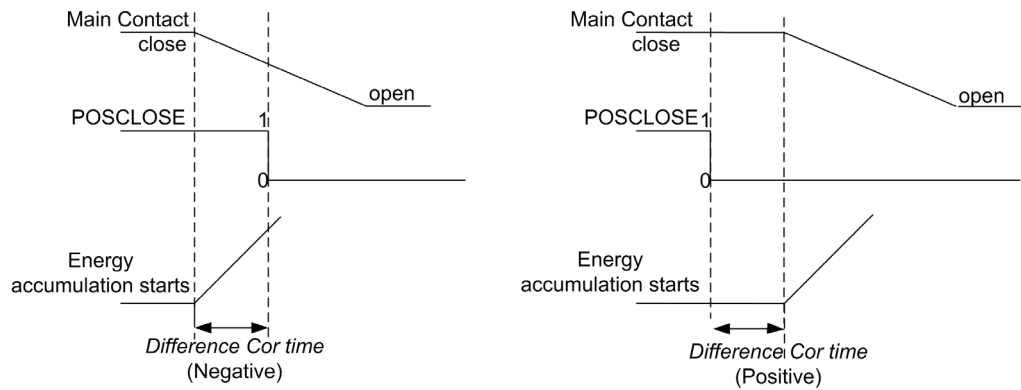 Main Contact
close
open
POSCLOSE
1
0
Energy
accumulation starts
Difference Cor time
(Negative)
Main Contact
close
open
POSCLOSE 1
0
Energy
accumulation starts
Difference Cor time
(Positive)